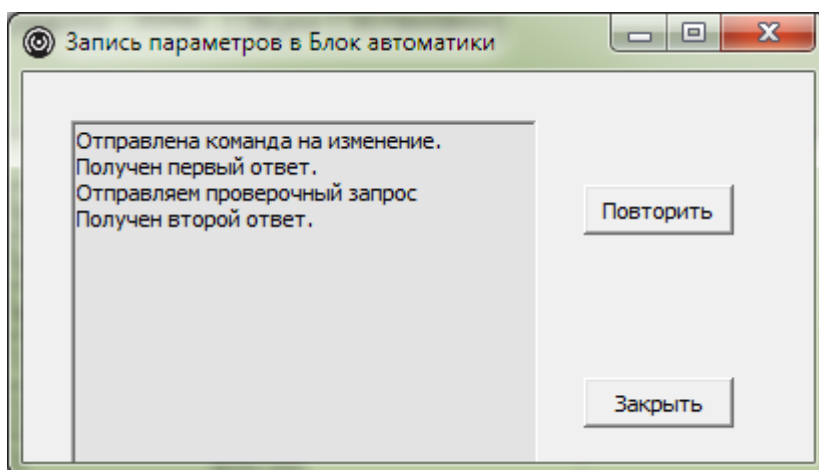 Запись параметров в Блок автоматики
Отправлена команда на изменение.
Получен первый ответ.
Отправляем проверочный запрос
Получен второй ответ.
Повторить
Закрыть